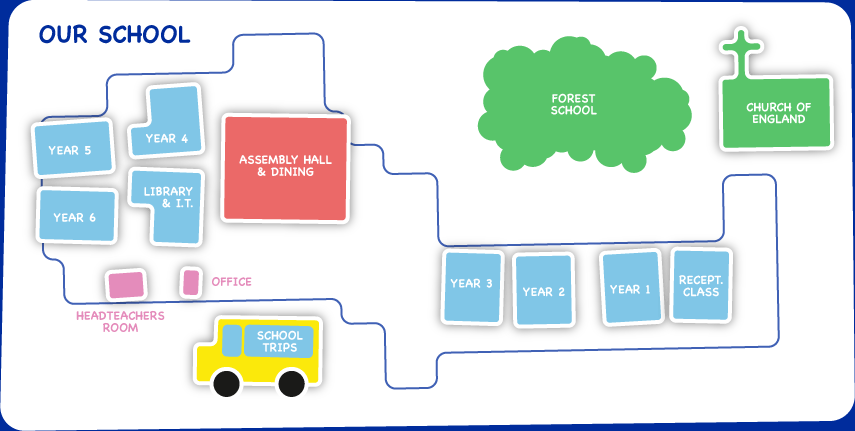 OUR SCHOOL
FOREST
SCHOOL
CHURCH OF
ENGLAND
YEAR 5
YEAR 4
ASSEMBLY HALL
& DINING
LIBRARY
& I.T.
YEAR 6
OFFICE
HEADTEACHERS
ROOM
YEAR 3
YEAR 2
YEAR 1
RECEPT.
CLASS
SCHOOL
TRIPS